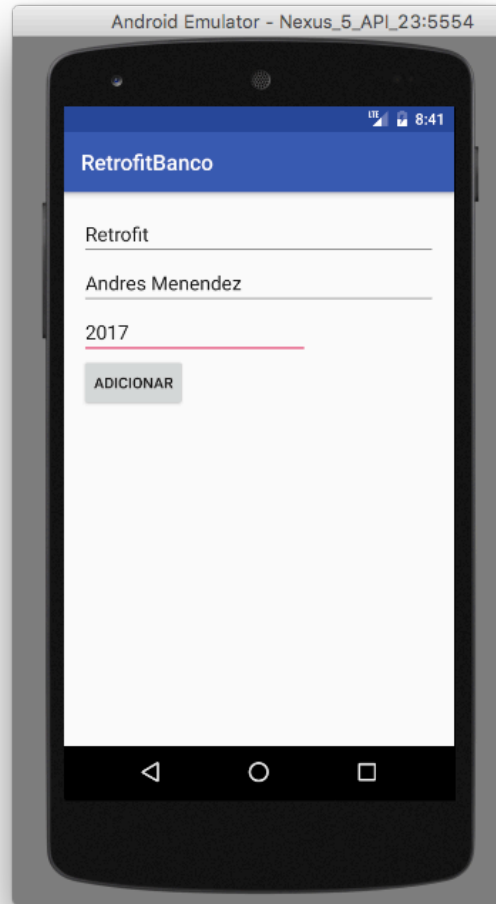 Android Emulator - Nexus_5_API_23:5554
LTE 8:41
RetrofitBanco
Retrofit
Andres Menendez
2017
ADICIONAR